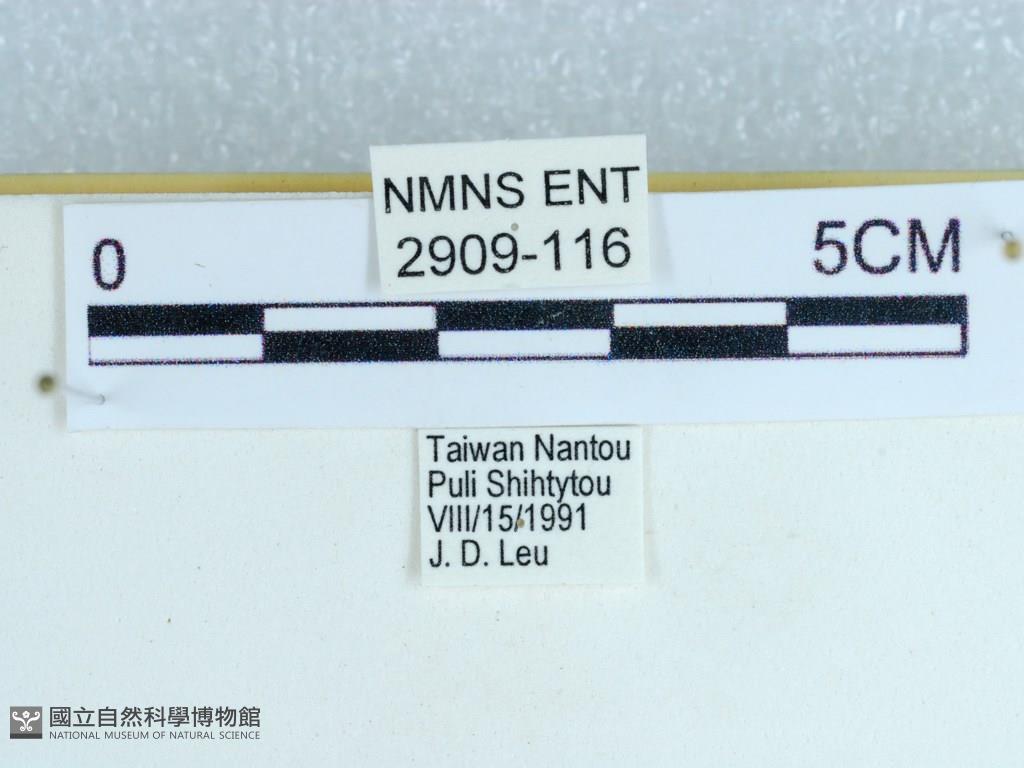 NMNS ENT
2909-116
0
5CM
Taiwan Nantou
Puli Shihtytou
VIII/15/1991
J. D. Leu
國立自然科學博物館
NATIONAL MUSEUM OF NATURAL SCIENCE